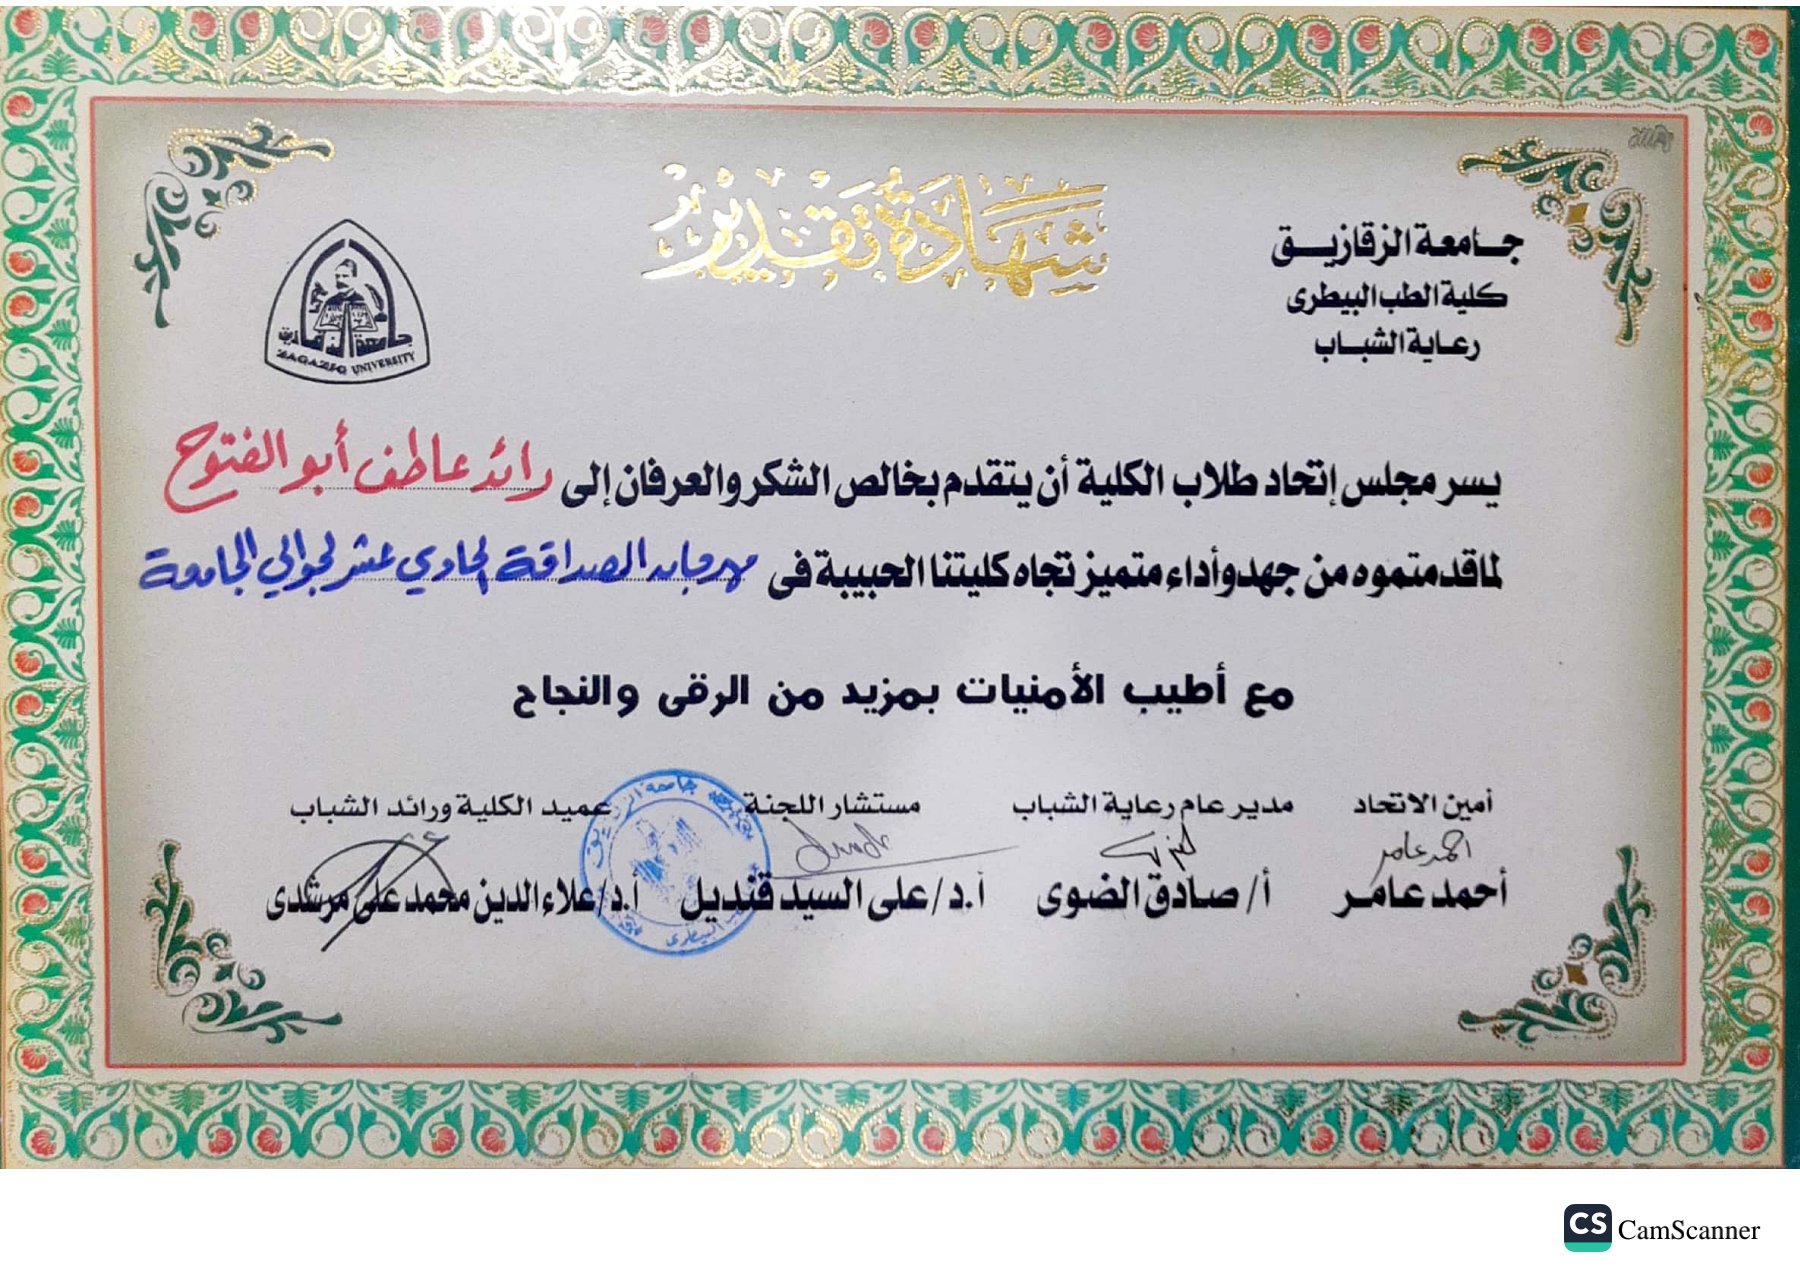 شهادة تقدير
جامعة الزقازيق
كلية الطب البيطرى
رعاية الشباب
جامعة الزقازيق
ZAGAZIG UNIVERSITY
يسر مجلس إتحاد طلاب الكلية أن يتقدم بخالص الشكر والعرفان إلى رائد عاطف أبو الفتوح
لما قدمتموه من جهد وأداء متميز تجاه كليتنا الحبيبة فى مهرجان الصداقة الحادي عشر لجوالي الجامعة
مع أطيب الأمنيات بمزيد من الرقى والنجاح
أمين الاتحاد مدير عام رعاية الشباب مستشار اللجنة عميد الكلية ورائد الشباب
أحمد عامر
أحمد عامر أ/ صادق الضوى أ.د/ على السيد قنديل أ.د/ علاء الدين محمد على مرشدى
CS CamScanner